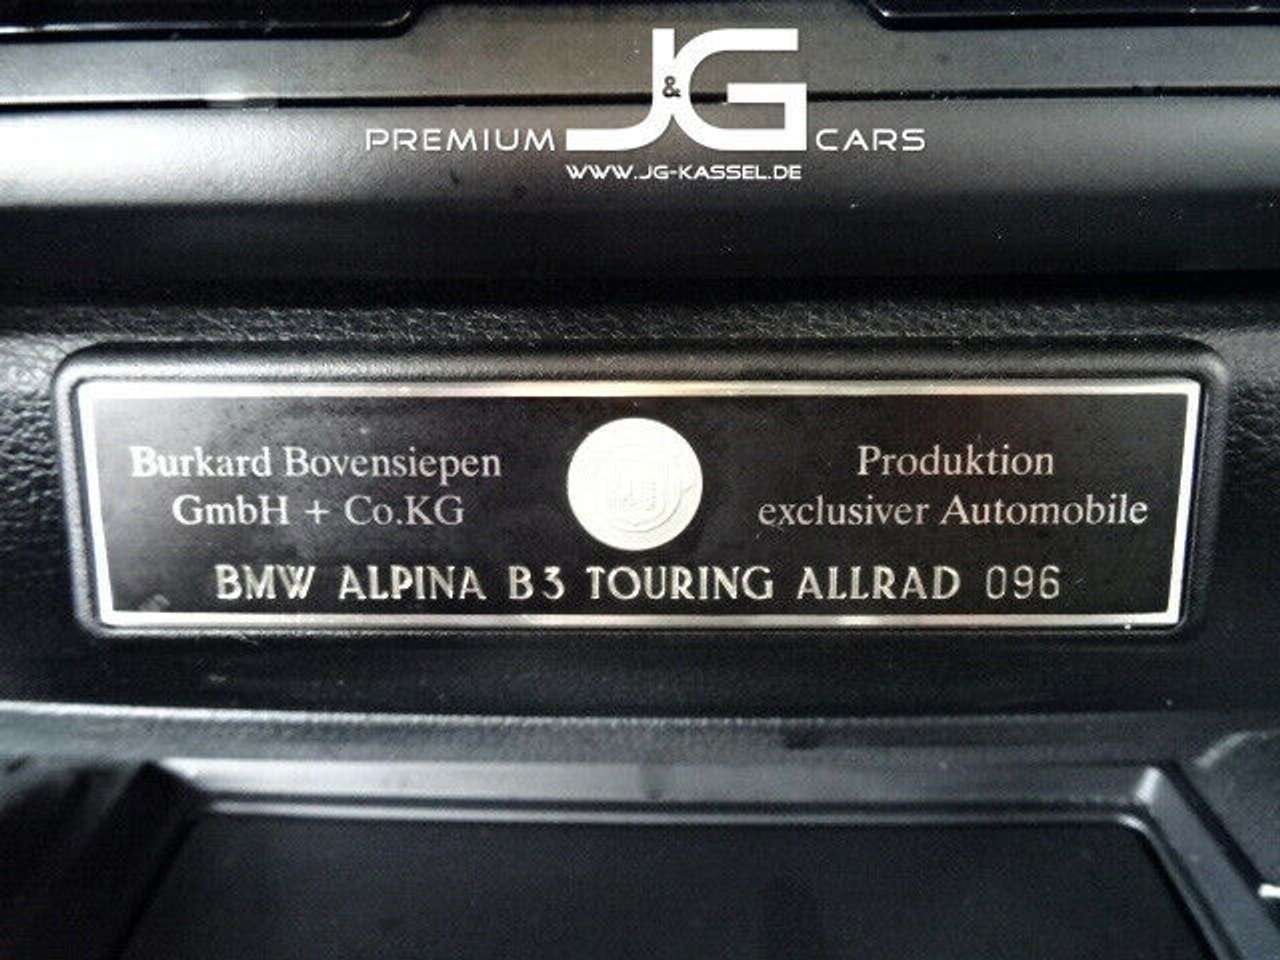 J&G
PREMIUM CARS
WWW.JG-KASSEL.DE
Burkard Bovensiepen
GmbH + Co.KG
Produktion
exclusiver Automobile
BMW ALPINA B3 TOURING ALLRAD 096